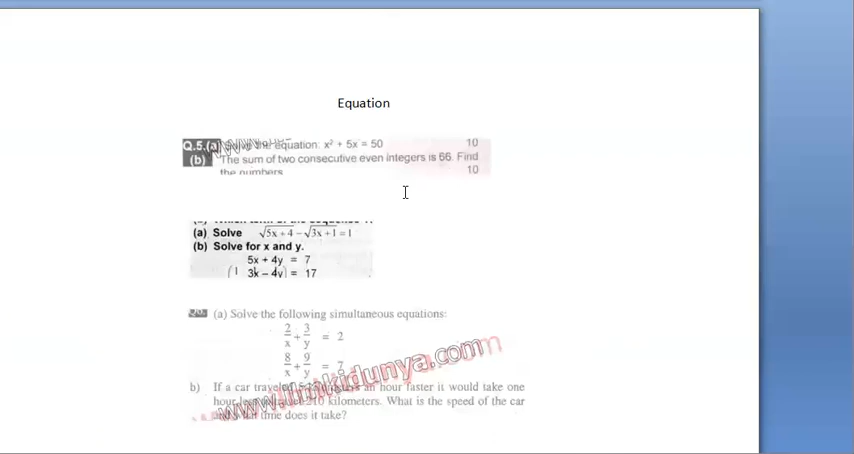 Equation
Q.5.(a) the equation: x² + 5x = 50 10
(b) The sum of two consecutive even integers is 66. Find
the numbers 10
(a) Solve √5x + 4 – √3x + 1 = 1
(b) Solve for x and y.
5x + 4y = 7
3x – 4y = 17
(a) Solve the following simultaneous equations:
2/x + 3/y = 2
8/x + 9/y = 7
b) If a car traveled an hour faster it would take one
hour kilometers. What is the speed of the car
time does it take?
www.ilmkidunya.com